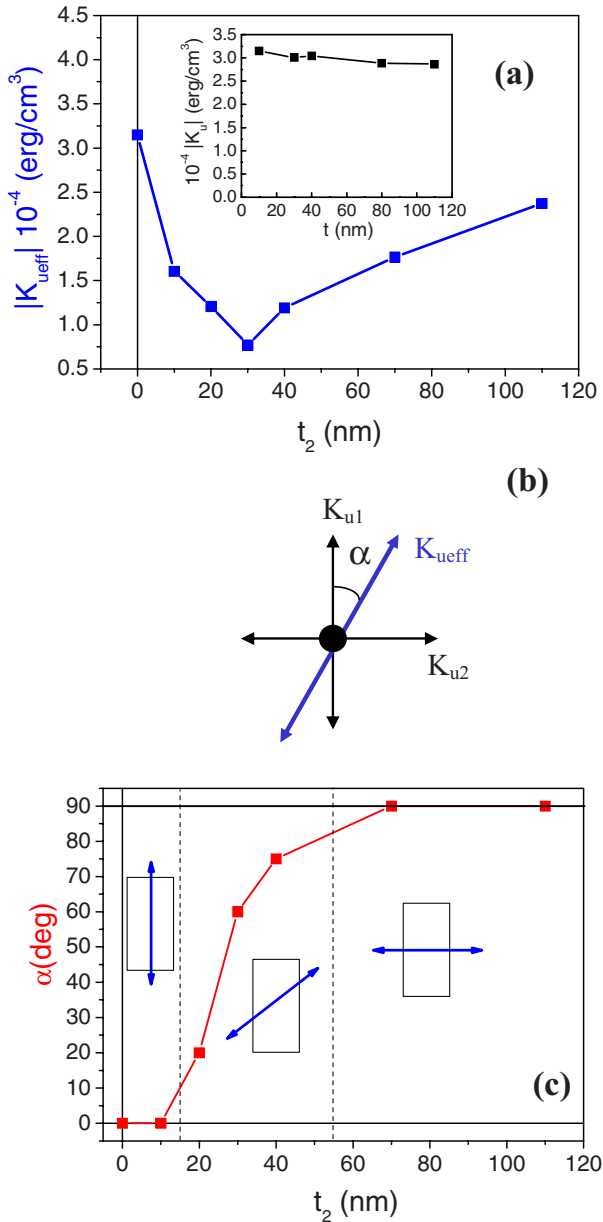 4.5
4.0
3.5
3.0
2.5
2.0
1.5
1.0
0.5
|K_ueff| 10^-4 (erg/cm^3)
0 20 40 60 80 100 120
t_2 (nm)
(a)
3.5
3.0
2.5
2.0
1.5
1.0
0.5
0.0
10^-4 |K_u| (erg/cm^3)
0 20 40 60 80 100 120
t (nm)
(b)
K_u1
K_ueff
α
K_u2
90
80
70
60
50
40
30
20
10
0
α(deg)
(c)
0 20 40 60 80 100 120
t_2 (nm)